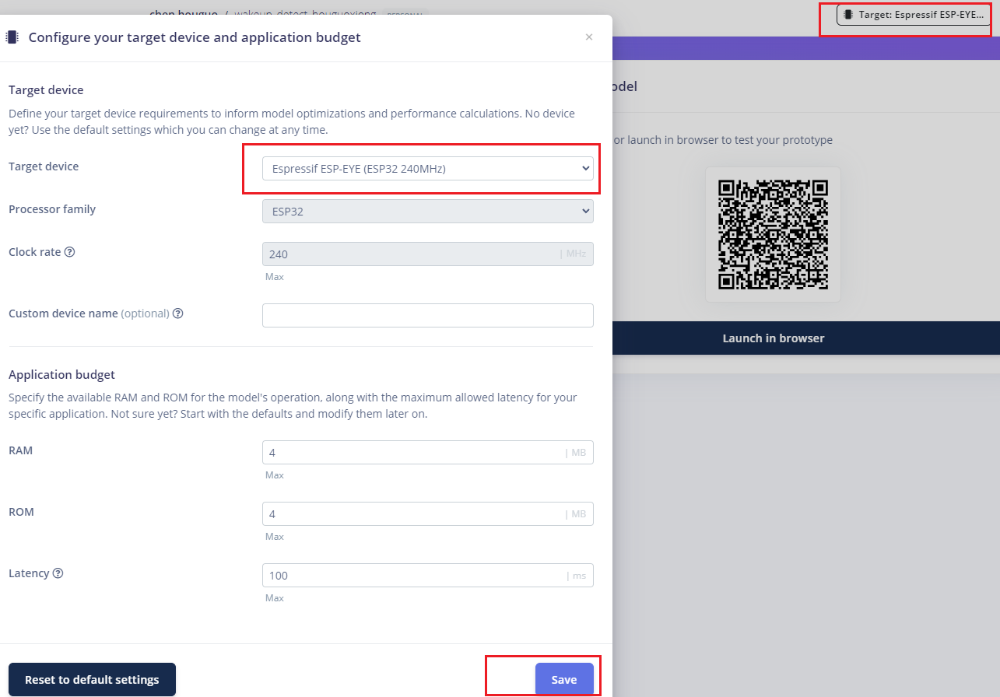 chen houguo / wakeup-detect-houguoxiong PERSONAL
Target: Espressif ESP-EYE...
Configure your target device and application budget
×
odel
Target device
Define your target device requirements to inform model optimizations and performance calculations. No device
yet? Use the default settings which you can change at any time.
or launch in browser to test your prototype
Target device
Espressif ESP-EYE (ESP32 240MHz)
Processor family
ESP32
Clock rate ?
240
| MHz
Max
Custom device name (optional) ?
Launch in browser
Application budget
Specify the available RAM and ROM for the model's operation, along with the maximum allowed latency for your
specific application. Not sure yet? Start with the defaults and modify them later on.
RAM
4
| MB
Max
ROM
4
| MB
Max
Latency ?
100
| ms
Max
Reset to default settings
Save